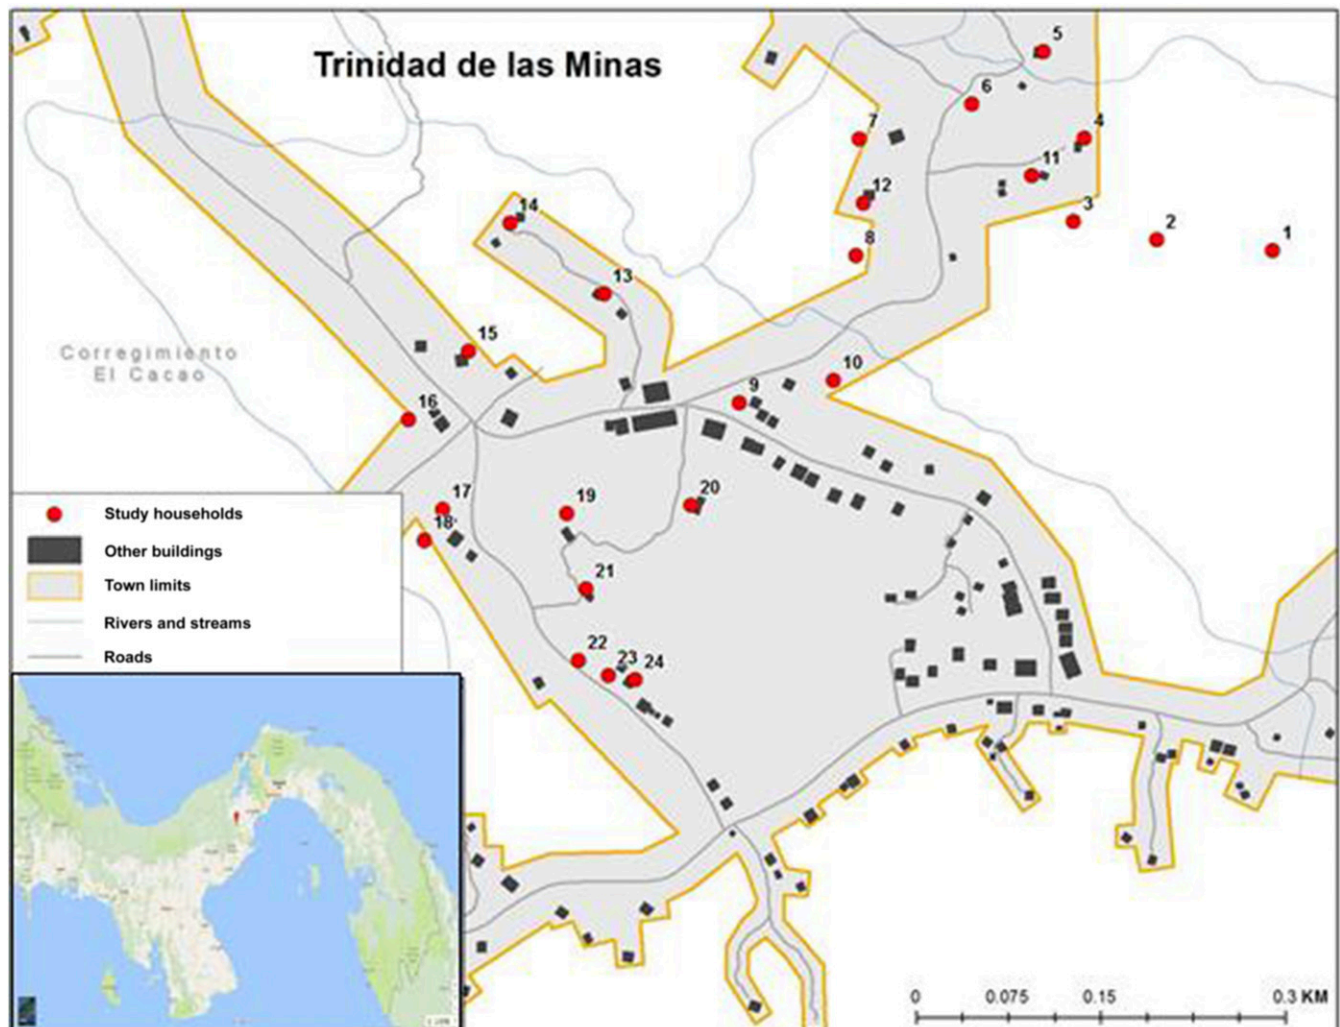 Trinidad de las Minas
5
6
7
4
11
12
3
2
1
8
14
13
15
10
9
16
Corregimiento
El Cacao
17
18
19
20
21
22
23
24
Study households
Other buildings
Town limits
Rivers and streams
Roads
0 0.075 0.15 0.3 KM